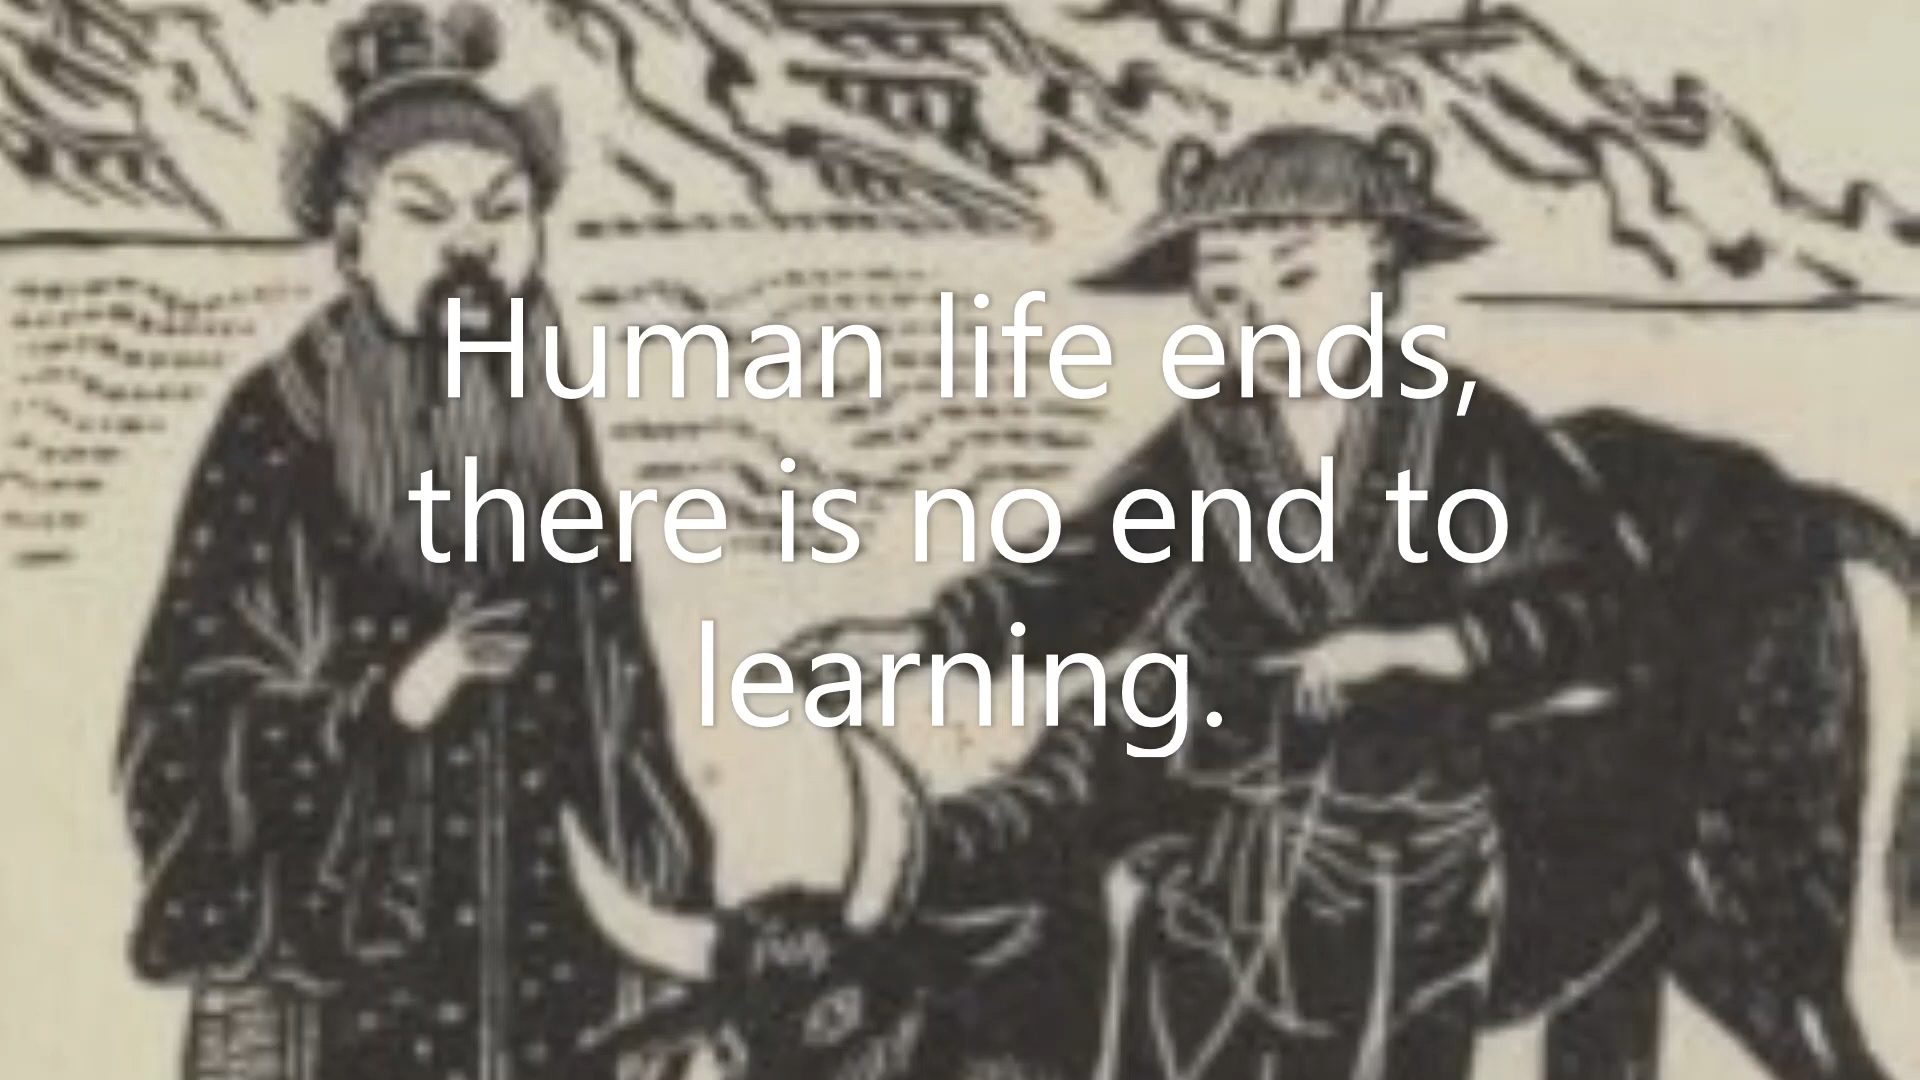 Human life ends,
there is no end to
learning.